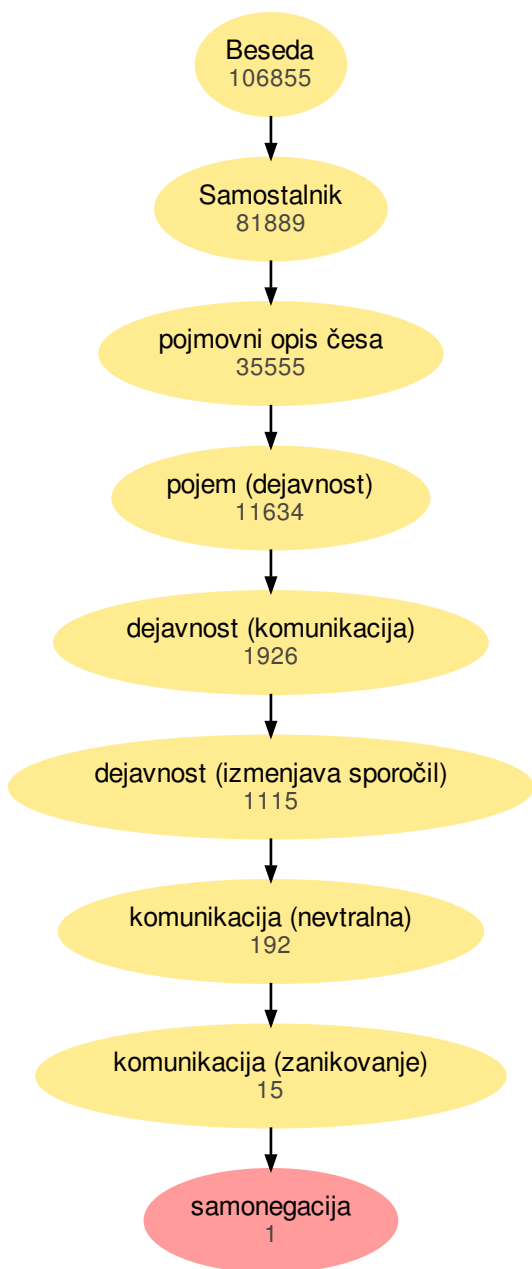 Beseda
106855
Samostalnik
81889
pojmovni opis česa
35555
pojem (dejavnost)
11634
dejavnost (komunikacija)
1926
dejavnost (izmenjava sporočil)
1115
komunikacija (nevtralna)
192
komunikacija (zanikovanje)
15
samonegacija
1